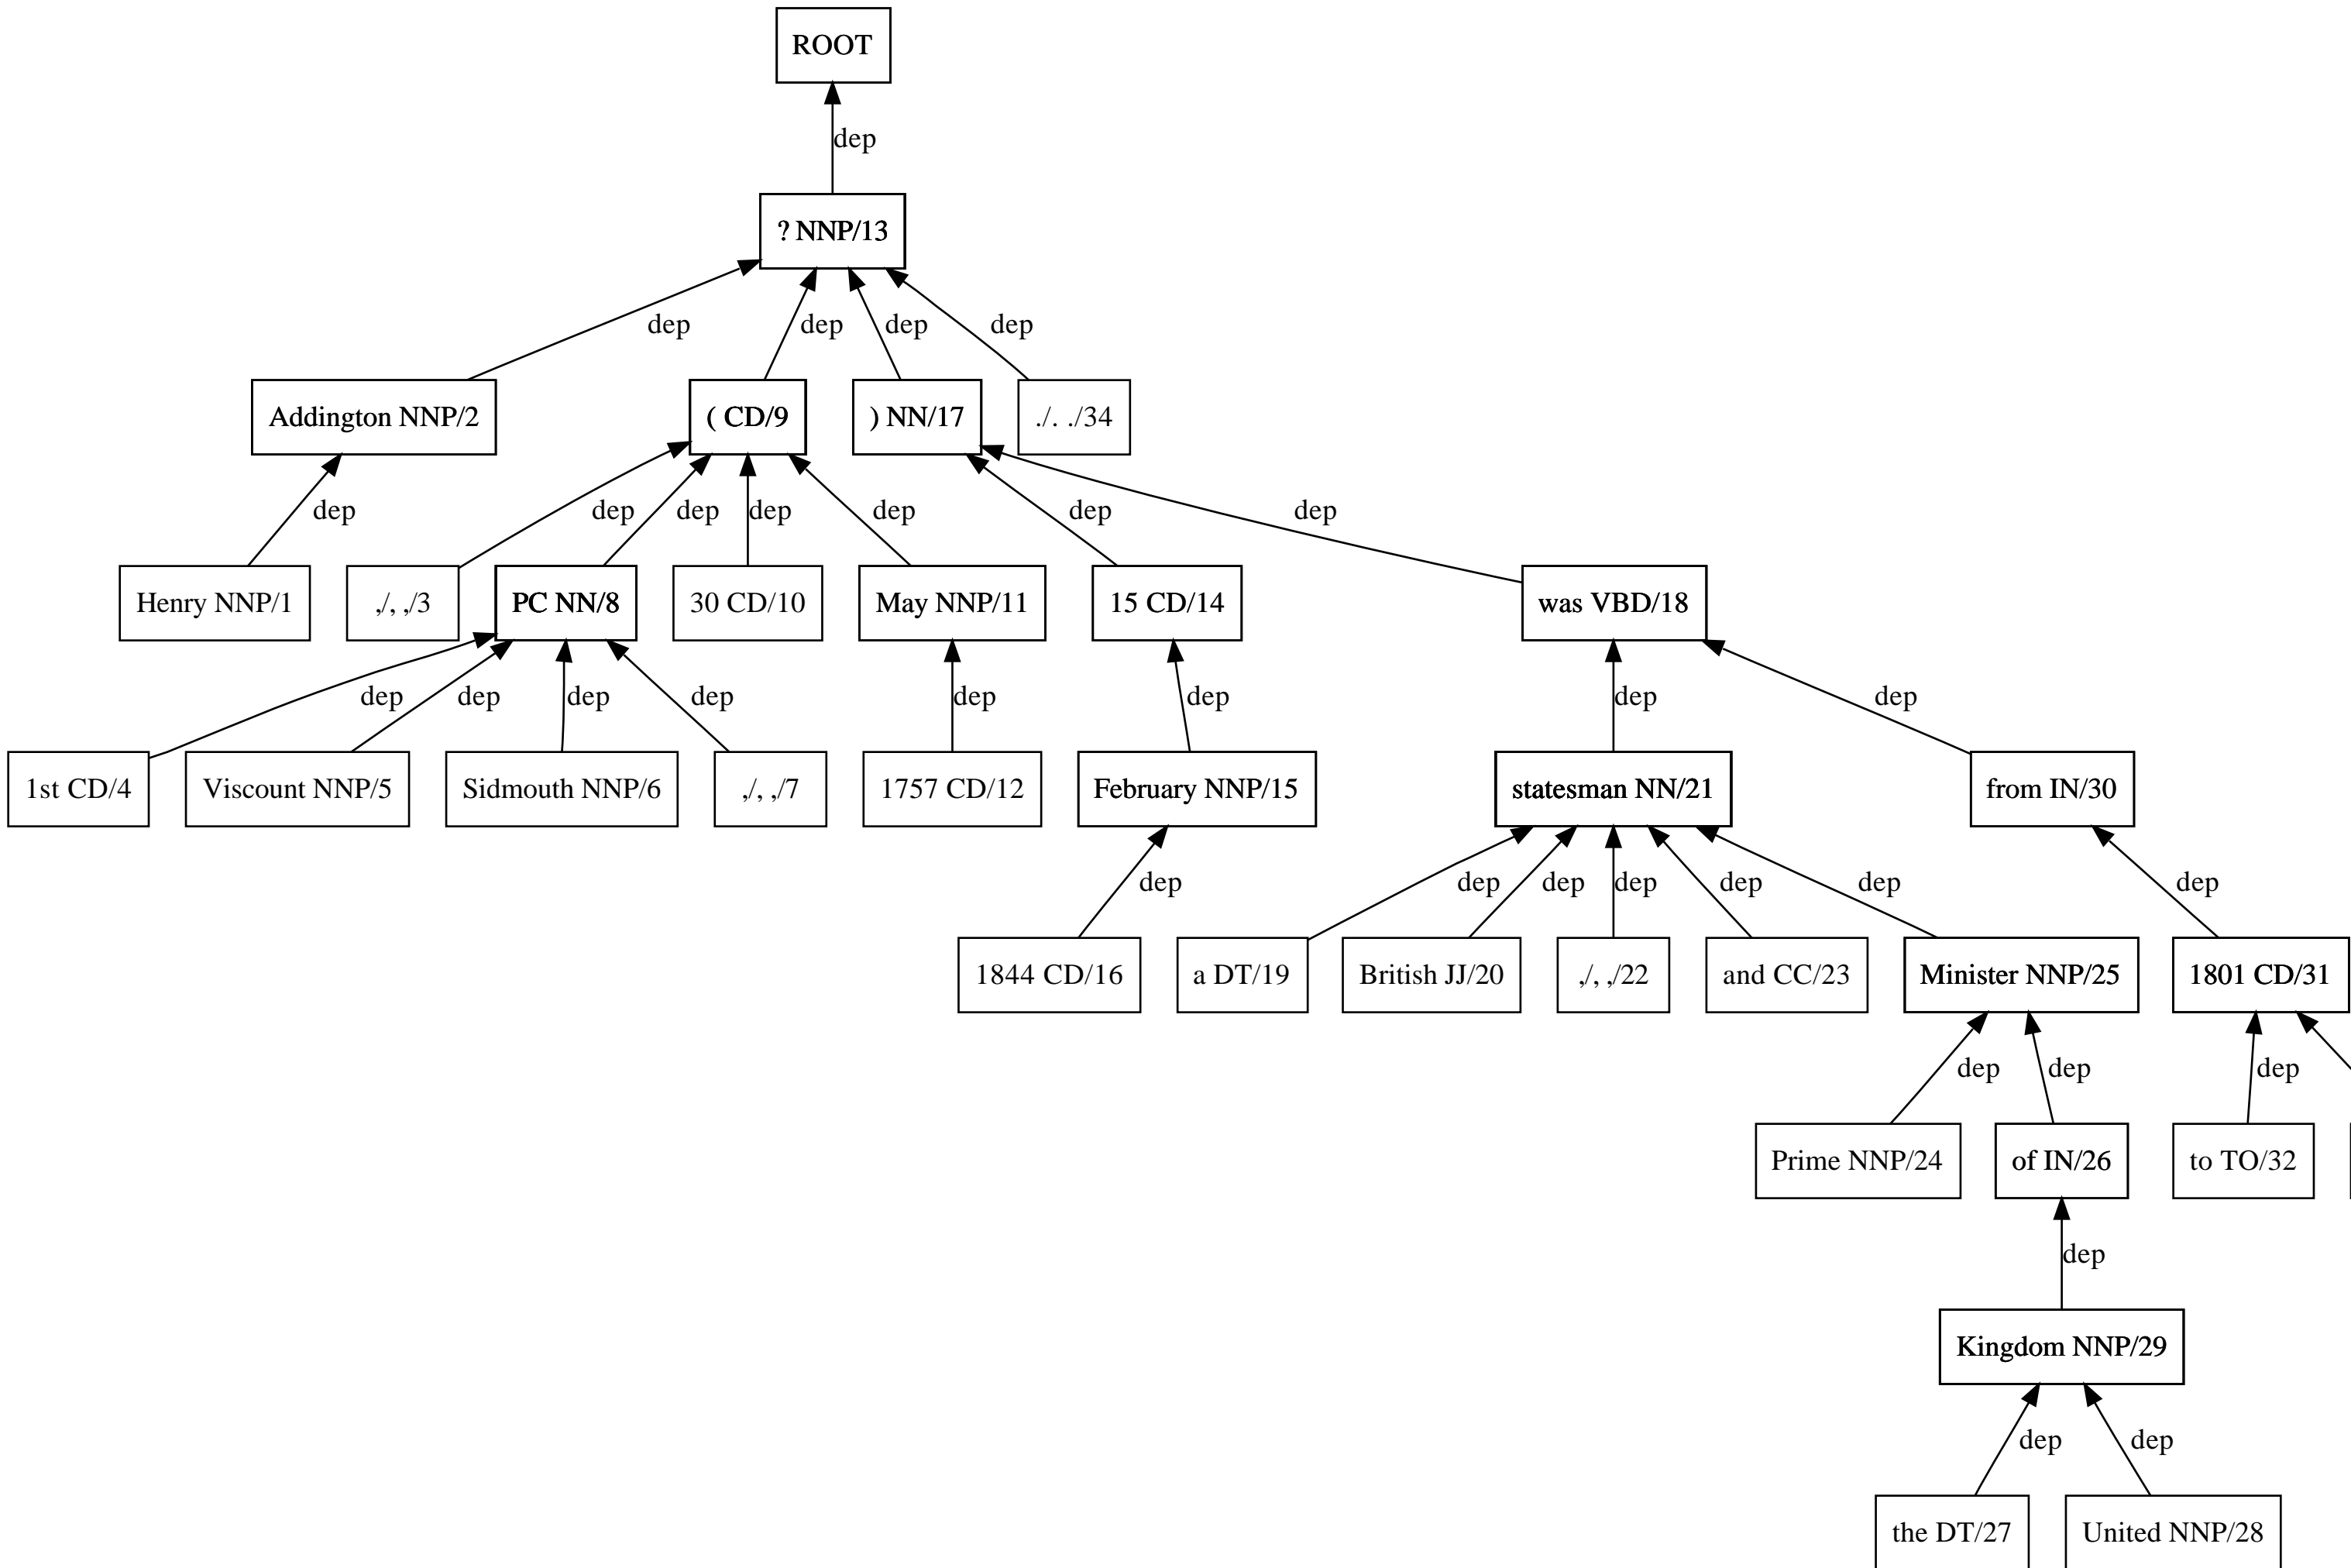 ROOT
dep
? NNP/13
dep dep dep dep
Addington NNP/2 ( CD/9 ) NN/17 ./. ./34
dep dep dep dep dep dep dep
Henry NNP/1 ,/, ,/3 PC NN/8 30 CD/10 May NNP/11 15 CD/14 was VBD/18
dep dep dep dep dep dep dep dep
1st CD/4 Viscount NNP/5 Sidmouth NNP/6 ,/, ,/7 1757 CD/12 February NNP/15 statesman NN/21 from IN/30
dep dep dep dep dep dep dep
1844 CD/16 a DT/19 British JJ/20 ,/, ,/22 and CC/23 Minister NNP/25 1801 CD/31
dep dep dep
Prime NNP/24 of IN/26 to TO/32
dep
Kingdom NNP/29
dep dep
the DT/27 United NNP/28